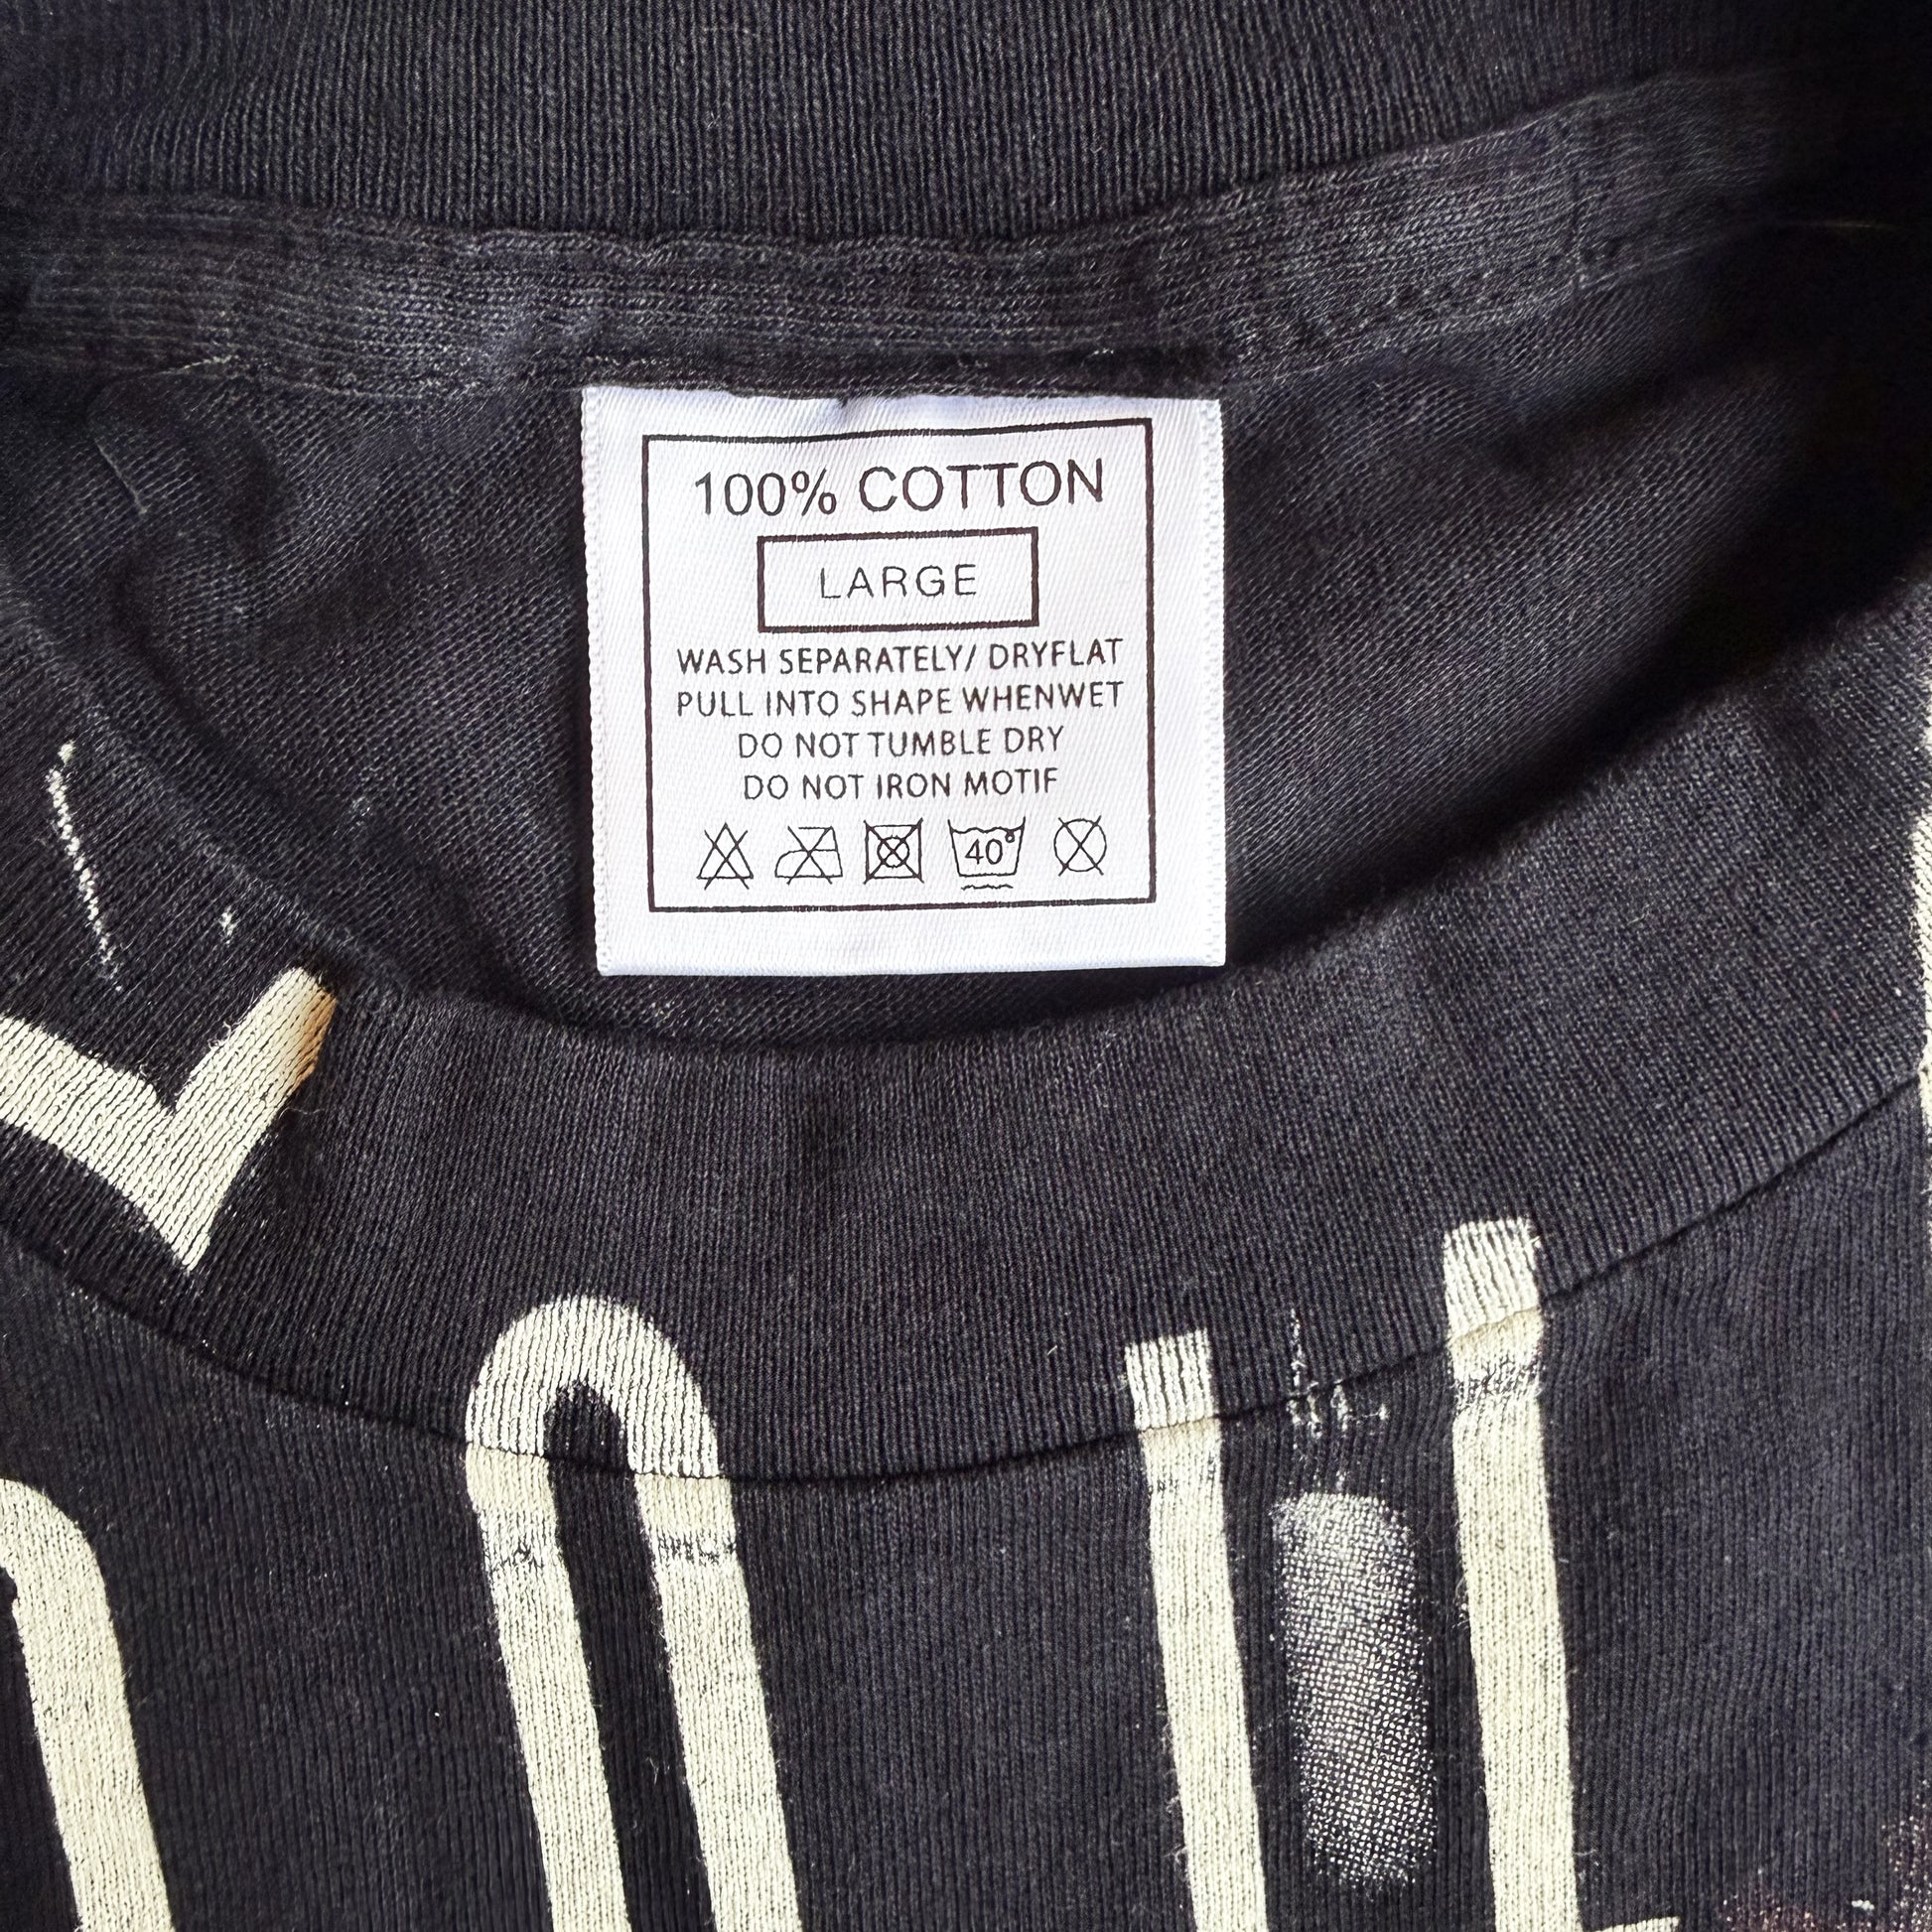 100% COTTON
LARGE
WASH SEPARATELY/ DRYFLAT
PULL INTO SHAPE WHENWET
DO NOT TUMBLE DRY
DO NOT IRON MOTIF
40°